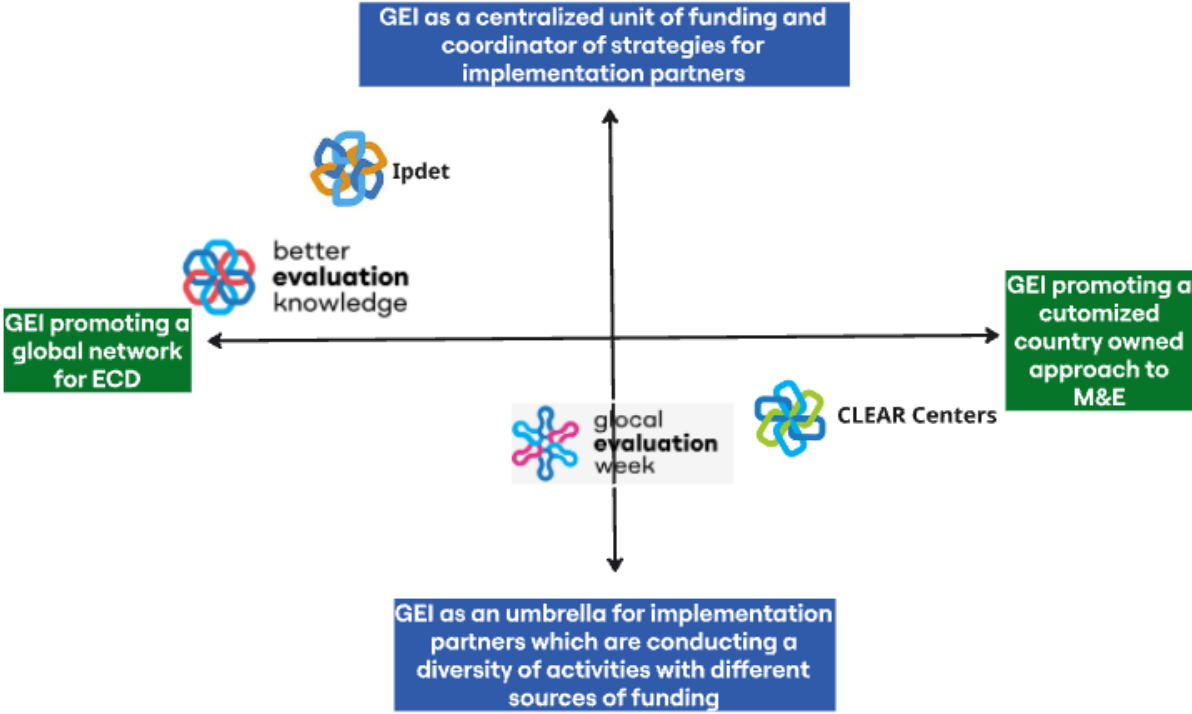 GEI as a centralized unit of funding and
coordinator of strategies for
implementation partners
Ipdet
better
evaluation
knowledge
GEI promoting a
global network
for ECD
GEI promoting a
cutomized
country owned
approach to
M&E
CLEAR Centers
glocal
evaluation
week
GEI as an umbrella for implementation
partners which are conducting a
diversity of activities with different
sources of funding